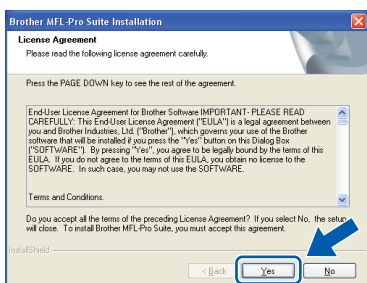 Brother MFL-Pro Suite Installation
License Agreement
Please read the following license agreement carefully.
Press the PAGE DOWN key to see the rest of the agreement.
End-User License Agreement for Brother Software IMPORTANT- PLEASE READ
CAREFULLY: This End-User License Agreement ("EULA") is a legal agreement between
you and Brother Industries, Ltd. ("Brother"), which governs your use of the Brother
software that will be installed if you press the "Yes" button on this Dialog Box
("SOFTWARE"). By pressing "Yes", you agree to be legally bound by the terms of this
EULA. If you do not agree to the terms of this EULA, you obtain no license to the
SOFTWARE. In such case, you may not use the SOFTWARE.
Terms and Conditions.
Do you accept all the terms of the preceding License Agreement? If you select No, the setup
will close. To install Brother MFL-Pro Suite, you must accept this agreement.
InstallShield
< Back
Yes
No